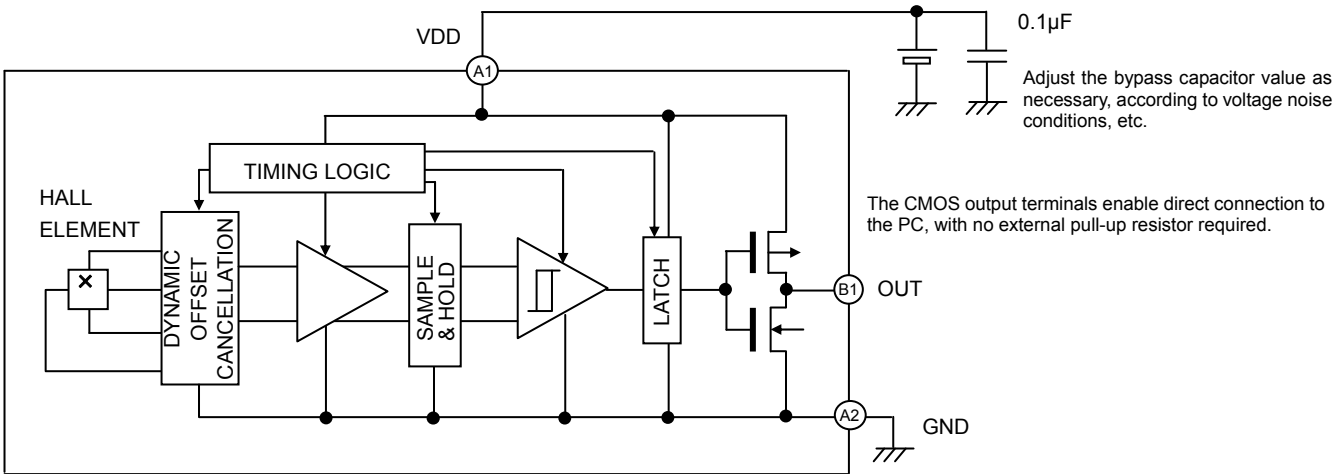 0.1µF
VDD
A1
Adjust the bypass capacitor value as
necessary, according to voltage noise
conditions, etc.
TIMING LOGIC
HALL
ELEMENT
The CMOS output terminals enable direct connection to
the PC, with no external pull-up resistor required.
×
DYNAMIC
OFFSET
CANCELLATION
SAMPLE
& HOLD
LATCH
B1
OUT
A2
GND